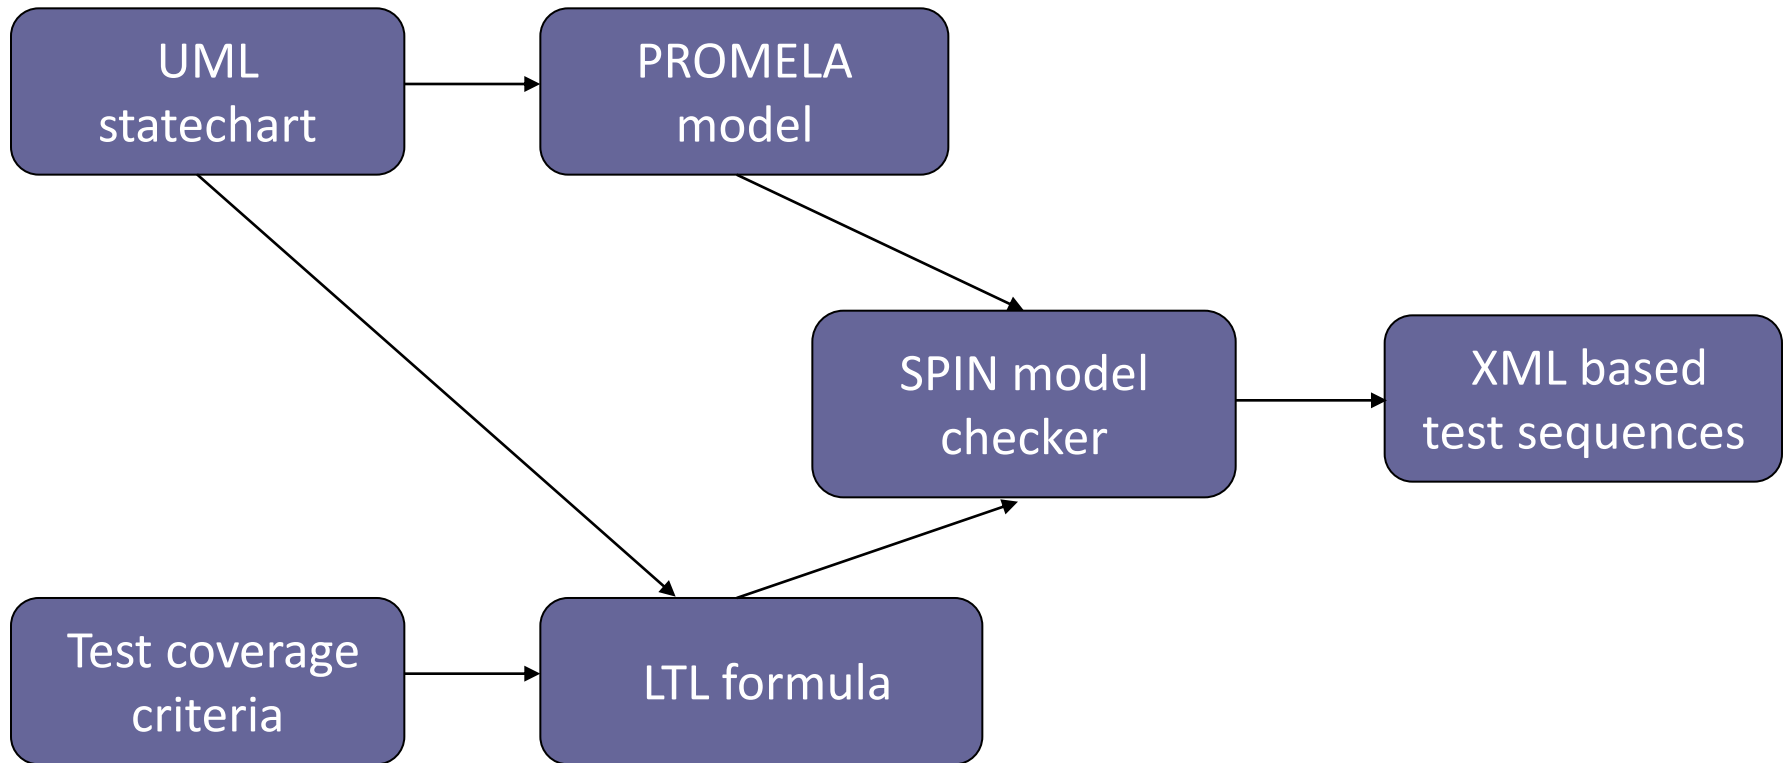 UML
statechart
PROMELA
model
SPIN model
checker
XML based
test sequences
Test coverage
criteria
LTL formula